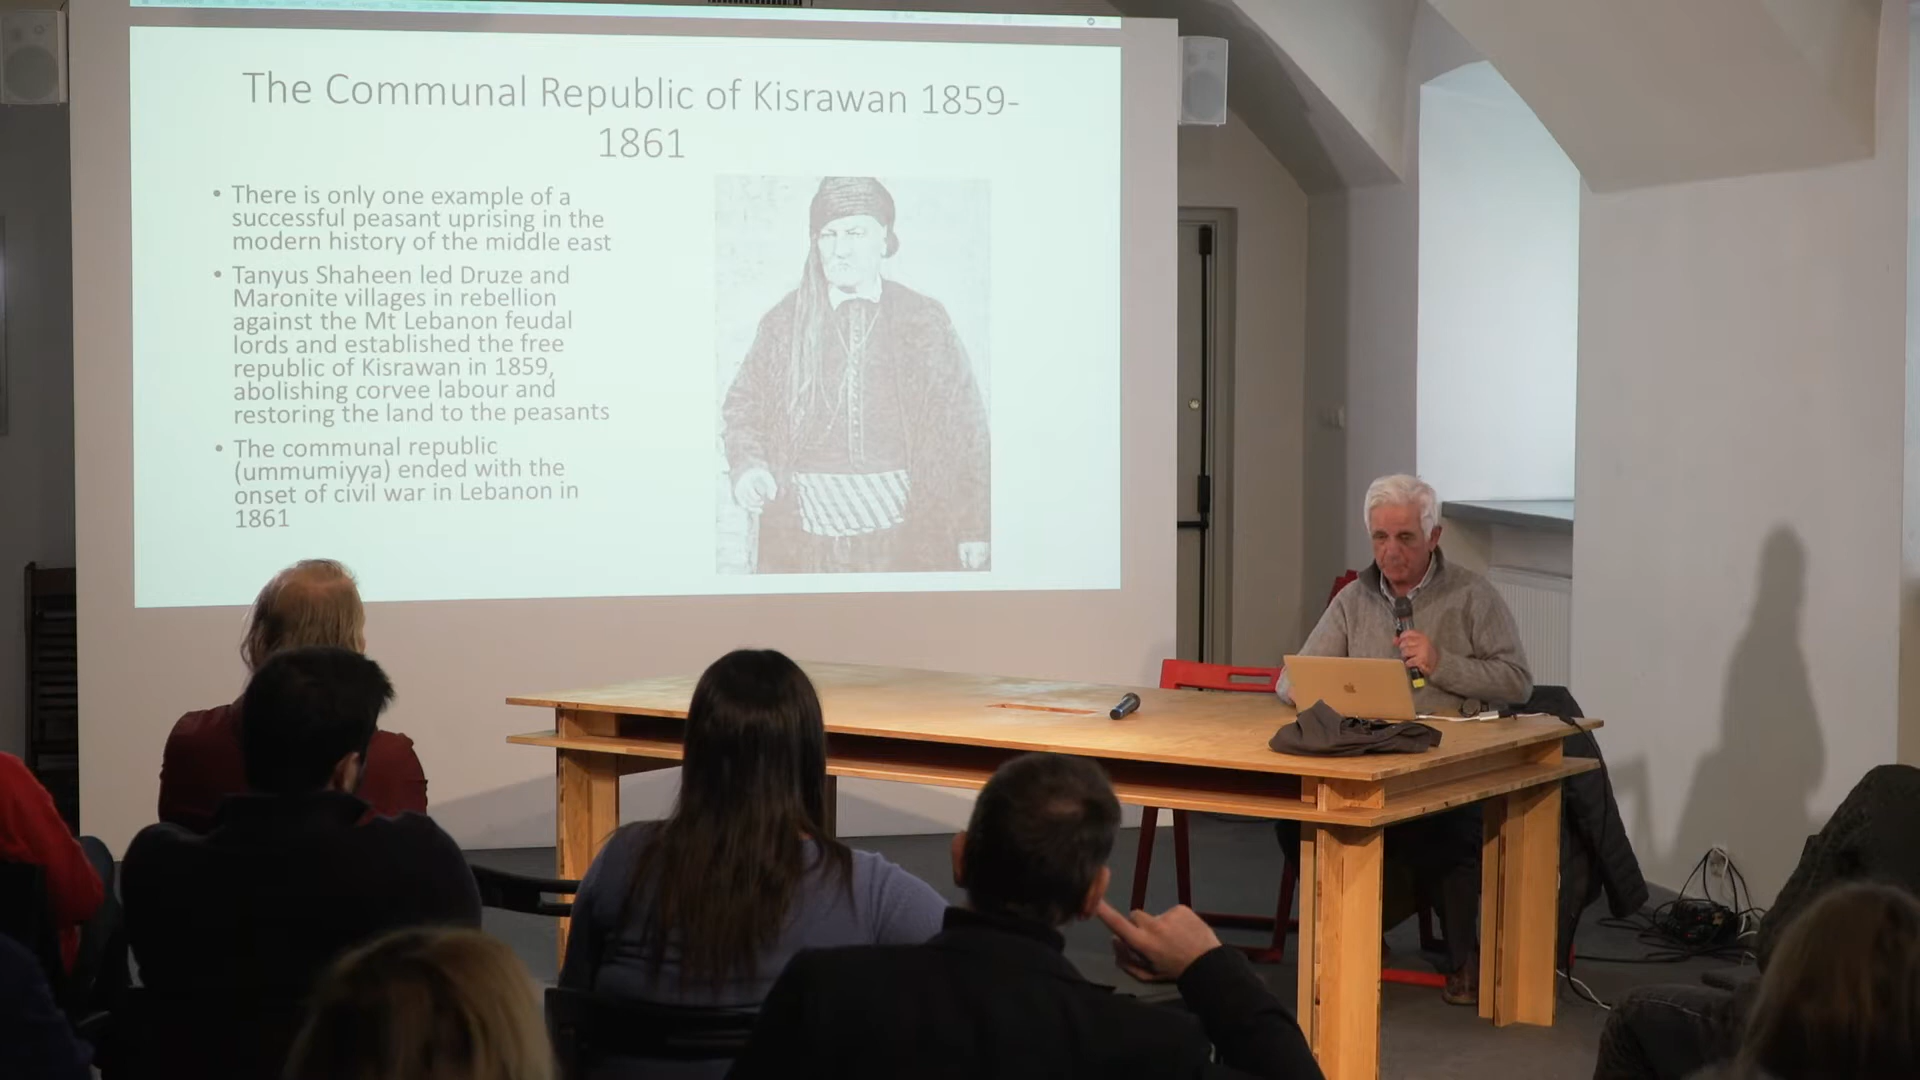 The Communal Republic of Kisrawan 1859-
1861
• There is only one example of a
successful peasant uprising in the
modern history of the middle east
• Tanyus Shaheen led Druze and
Maronite villages in rebellion
against the Mt Lebanon feudal
lords and established the free
republic of Kisrawan in 1859,
abolishing corvee labour and
restoring the land to the peasants
• The communal republic
(ummumiyya) ended with the
onset of civil war in Lebanon in
1861